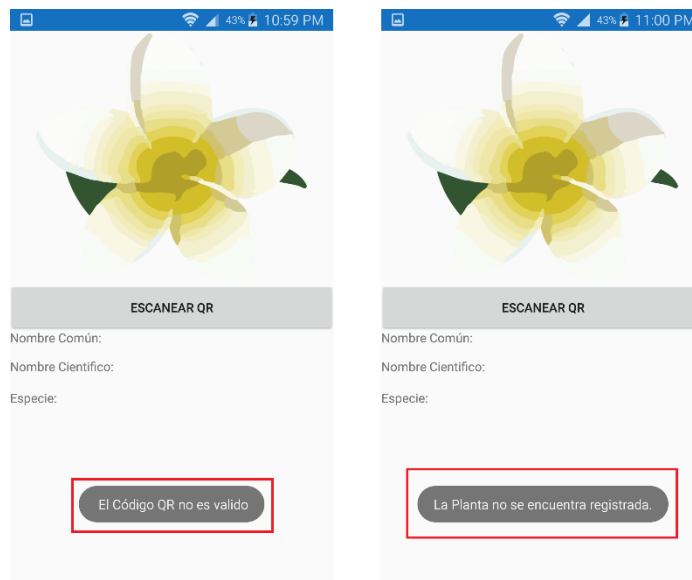 43% 10:59 PM
ESCANEAR QR
Nombre Común:
Nombre Cientifico:
Especie:
El Código QR no es valido
43% 11:00 PM
ESCANEAR QR
Nombre Común:
Nombre Cientifico:
Especie:
La Planta no se encuentra registrada.